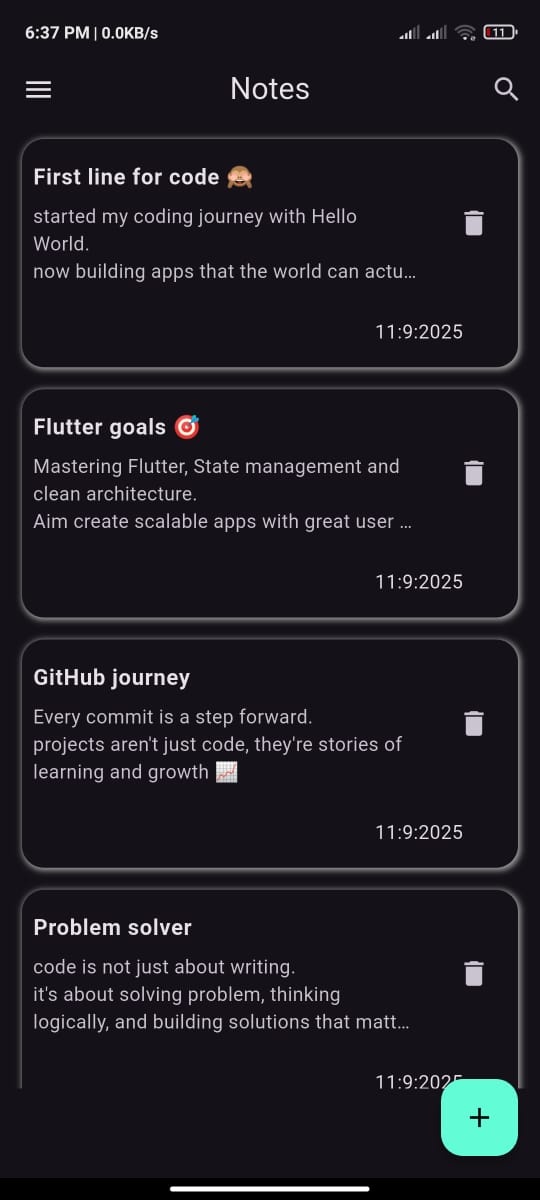 6:37 PM | 0.0KB/s
11
Notes
First line for code 🙈
started my coding journey with Hello
World.
now building apps that the world can actu…
11:9:2025
Flutter goals 🎯
Mastering Flutter, State management and
clean architecture.
Aim create scalable apps with great user …
11:9:2025
GitHub journey
Every commit is a step forward.
projects aren't just code, they're stories of
learning and growth 📈
11:9:2025
Problem solver
code is not just about writing.
it's about solving problem, thinking
logically, and building solutions that matt…
11:9:2025